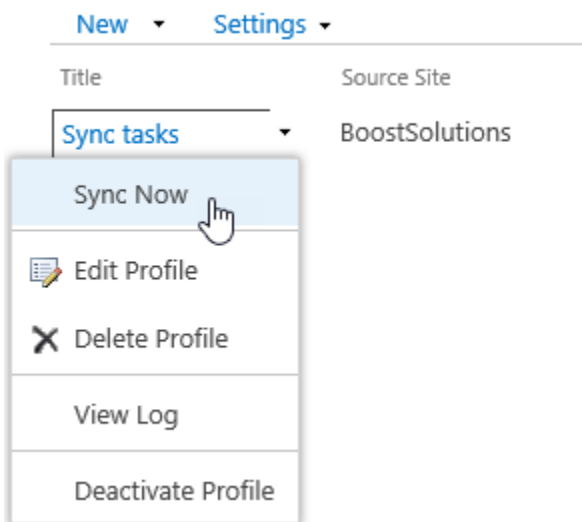 New Settings
Title Source Site
Sync tasks BoostSolutions
Sync Now
Edit Profile
Delete Profile
View Log
Deactivate Profile